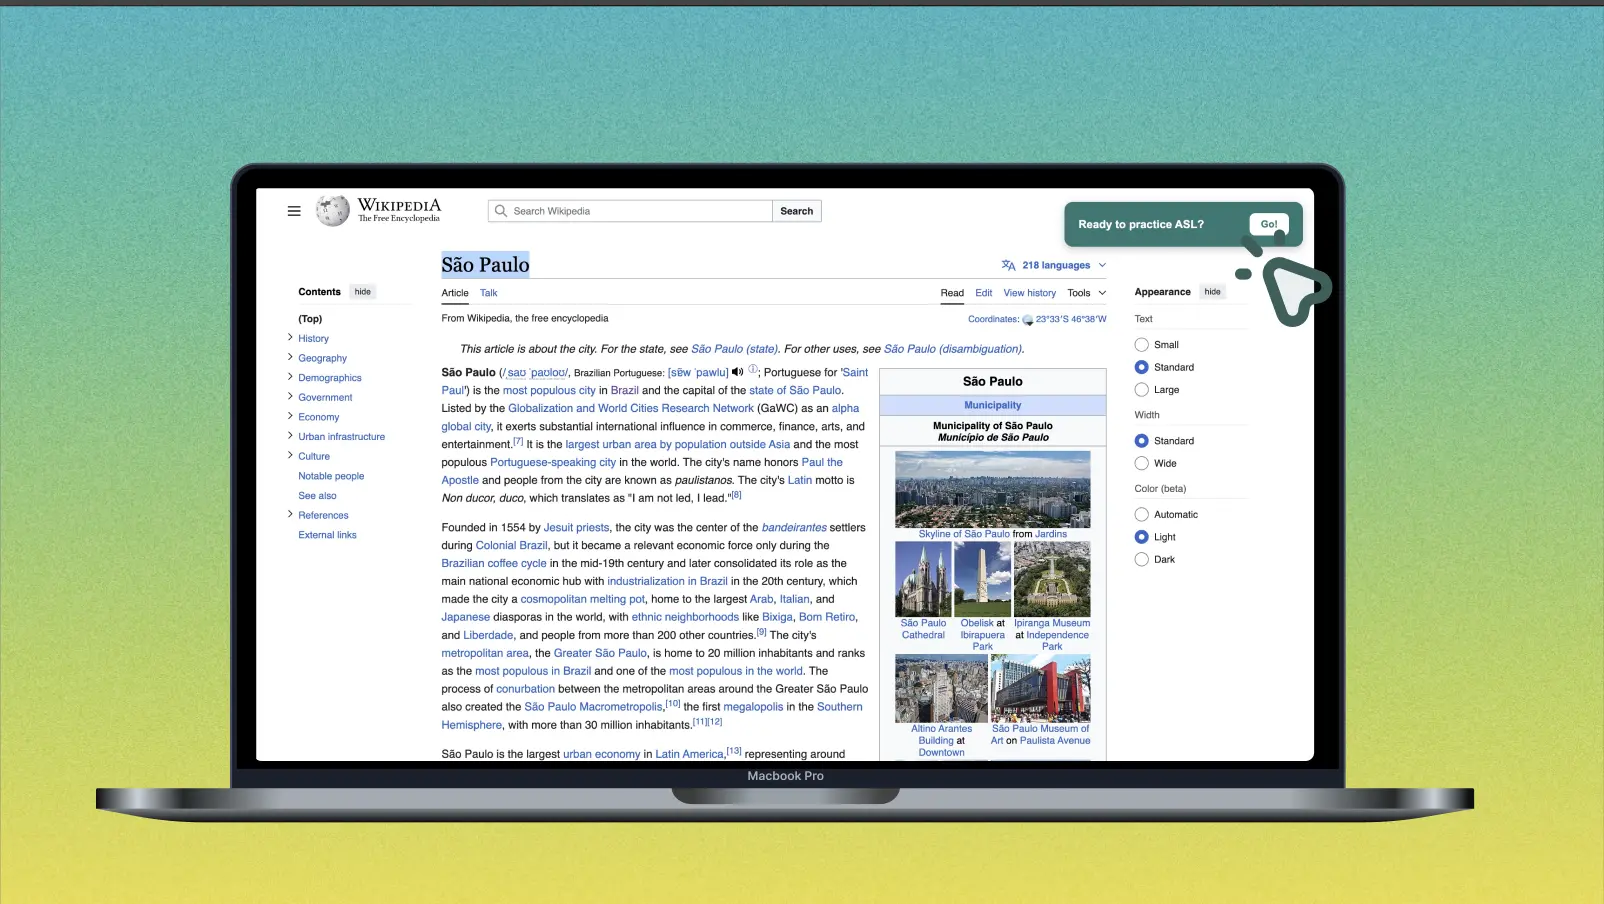 WIKIPEDIA
The Free Encyclopedia
Search Wikipedia
Search
Ready to practice ASL?
Go!
São Paulo
218 languages
Contents hide
(Top)
History
Geography
Demographics
Government
Economy
Urban infrastructure
Culture
Notable people
See also
References
External links
Article Talk
Read Edit View history Tools
From Wikipedia, the free encyclopedia
Coordinates: 23°33′S 46°38′W
This article is about the city. For the state, see São Paulo (state). For other uses, see São Paulo (disambiguation).
São Paulo (/ˌsaʊ ˈpaʊloʊ/, Brazilian Portuguese: [sɐ̃w ˈpawlu] ; Portuguese for 'Saint
Paul') is the most populous city in Brazil and the capital of the state of São Paulo.
Listed by the Globalization and World Cities Research Network (GaWC) as an alpha
global city, it exerts substantial international influence in commerce, finance, arts, and
entertainment.[7] It is the largest urban area by population outside Asia and the most
populous Portuguese-speaking city in the world. The city's name honors Paul the
Apostle and people from the city are known as paulistanos. The city's Latin motto is
Non ducor, duco, which translates as "I am not led, I lead."[8]
Founded in 1554 by Jesuit priests, the city was the center of the bandeirantes settlers
during Colonial Brazil, but it became a relevant economic force only during the
Brazilian coffee cycle in the mid-19th century and later consolidated its role as the
main national economic hub with industrialization in Brazil in the 20th century, which
made the city a cosmopolitan melting pot, home to the largest Arab, Italian, and
Japanese diasporas in the world, with ethnic neighborhoods like Bixiga, Bom Retiro,
and Liberdade, and people from more than 200 other countries.[9] The city's
metropolitan area, the Greater São Paulo, is home to 20 million inhabitants and ranks
as the most populous in Brazil and one of the most populous in the world. The
process of conurbation between the metropolitan areas around the Greater São Paulo
also created the São Paulo Macrometropolis,[10] the first megalopolis in the Southern
Hemisphere, with more than 30 million inhabitants.[11][12]
São Paulo is the largest urban economy in Latin America,[13] representing around
São Paulo
Municipality
Municipality of São Paulo
Município de São Paulo
Skyline of São Paulo from Jardins
São Paulo
Cathedral
Obelisk at
Ibirapuera
Park
Ipiranga Museum
at Independence
Park
Altino Arantes
Building at
Downtown
São Paulo Museum of
Art on Paulista Avenue
Appearance hide
Text
Small
Standard
Large
Width
Standard
Wide
Color (beta)
Automatic
Light
Dark
Macbook Pro